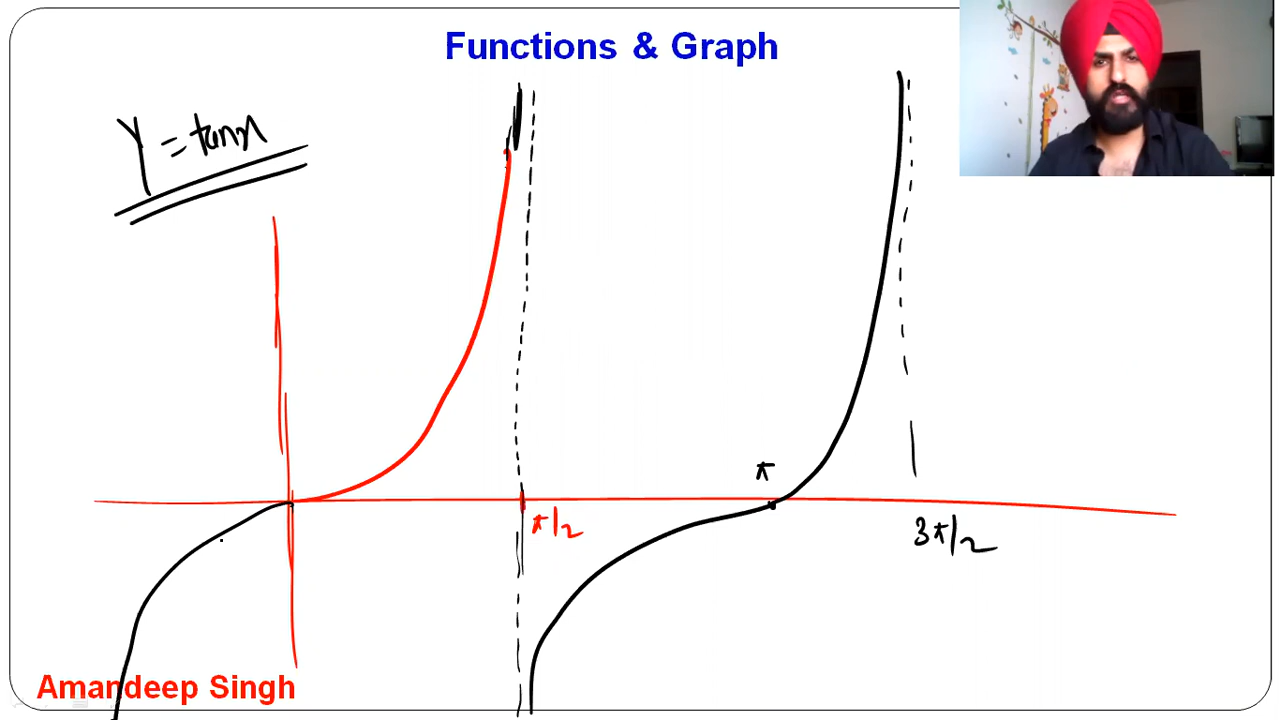 Functions & Graph
y = tanx
π
π/2
3π/2
Amandeep Singh